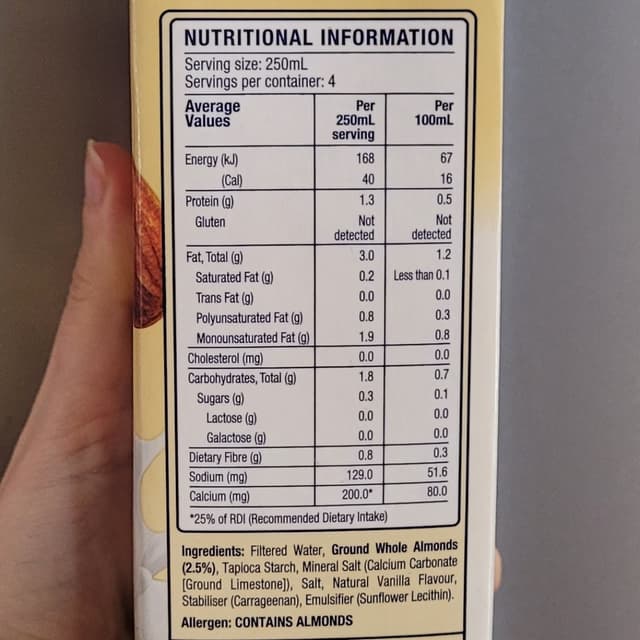 NUTRITIONAL INFORMATION
Serving size: 250mL
Servings per container: 4
Average Values Per 250mL serving Per 100mL
Energy (kJ) 168 67
(Cal) 40 16
Protein (g) 1.3 0.5
Gluten Not detected Not detected
Fat, Total (g) 3.0 1.2
Saturated Fat (g) 0.2 Less than 0.1
Trans Fat (g) 0.0 0.0
Polyunsaturated Fat (g) 0.8 0.3
Monounsaturated Fat (g) 1.9 0.8
Cholesterol (mg) 0.0 0.0
Carbohydrates, Total (g) 1.8 0.7
Sugars (g) 0.3 0.1
Lactose (g) 0.0 0.0
Galactose (g) 0.0 0.0
Dietary Fibre (g) 0.8 0.3
Sodium (mg) 129.0 51.6
Calcium (mg) 200.0* 80.0
*25% of RDI (Recommended Dietary Intake)
Ingredients: Filtered Water, Ground Whole Almonds
(2.5%), Tapioca Starch, Mineral Salt (Calcium Carbonate
[Ground Limestone]), Salt, Natural Vanilla Flavour,
Stabiliser (Carrageenan), Emulsifier (Sunflower Lecithin).
Allergen: CONTAINS ALMONDS